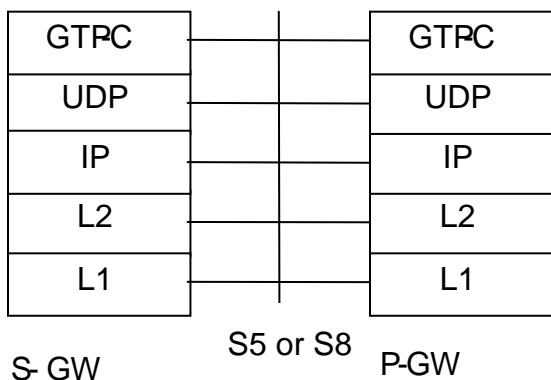 GTP-C GTP-C
UDP UDP
IP IP
L2 L2
L1 L1
S5 or S8
S- GW P-GW